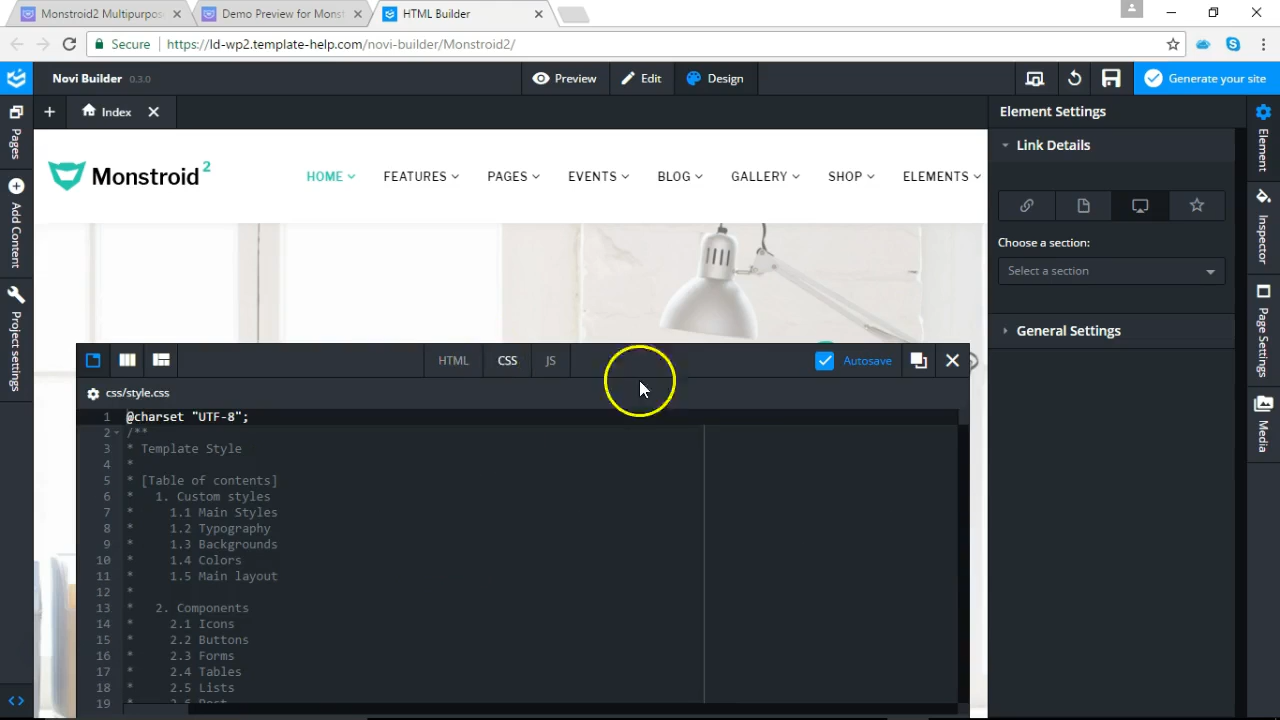 Monstroid2 Multipurpos
Demo Preview for Monst
HTML Builder
Secure
https://ld-wp2.template-help.com/novi-builder/Monstroid2/
Novi Builder 0.3.0
Preview
Edit
Design
Generate your site
Index
Element Settings
Pages
Add Content
Project settings
Monstroid2
HOME
FEATURES
PAGES
EVENTS
BLOG
GALLERY
SHOP
ELEMENTS
Link Details
Choose a section:
Select a section
General Settings
Element
Inspector
Page Settings
Media
HTML
CSS
JS
Autosave
css/style.css
1 @charset "UTF-8";
2 /**
3 * Template Style
4 *
5 * [Table of contents]
6 * 1. Custom styles
7 * 1.1 Main Styles
8 * 1.2 Typography
9 * 1.3 Backgrounds
10 * 1.4 Colors
11 * 1.5 Main layout
12 *
13 * 2. Components
14 * 2.1 Icons
15 * 2.2 Buttons
16 * 2.3 Forms
17 * 2.4 Tables
18 * 2.5 Lists
19